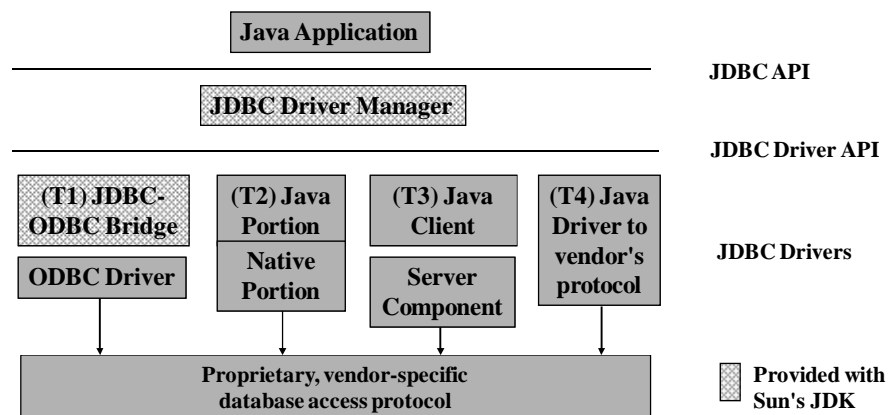 Java Application
JDBC API
JDBC Driver Manager
JDBC Driver API
(T1) JDBC-
ODBC Bridge
ODBC Driver
(T2) Java
Portion
Native
Portion
(T3) Java
Client
Server
Component
(T4) Java
Driver to
vendor's
protocol
JDBC Drivers
Proprietary, vendor-specific
database access protocol
Provided with
Sun's JDK